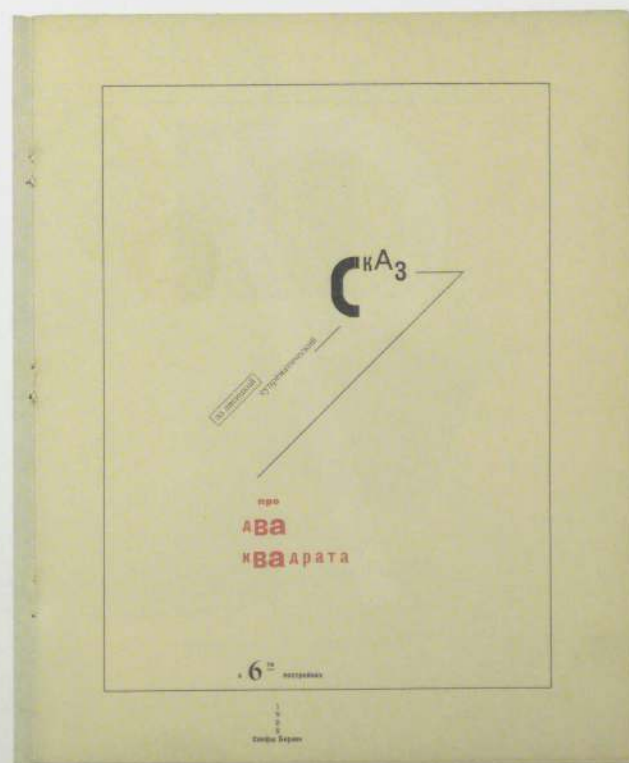 Сказ
супрематический
про
два
квадрата
в 6ти постройках
1922
Скифы Берлин